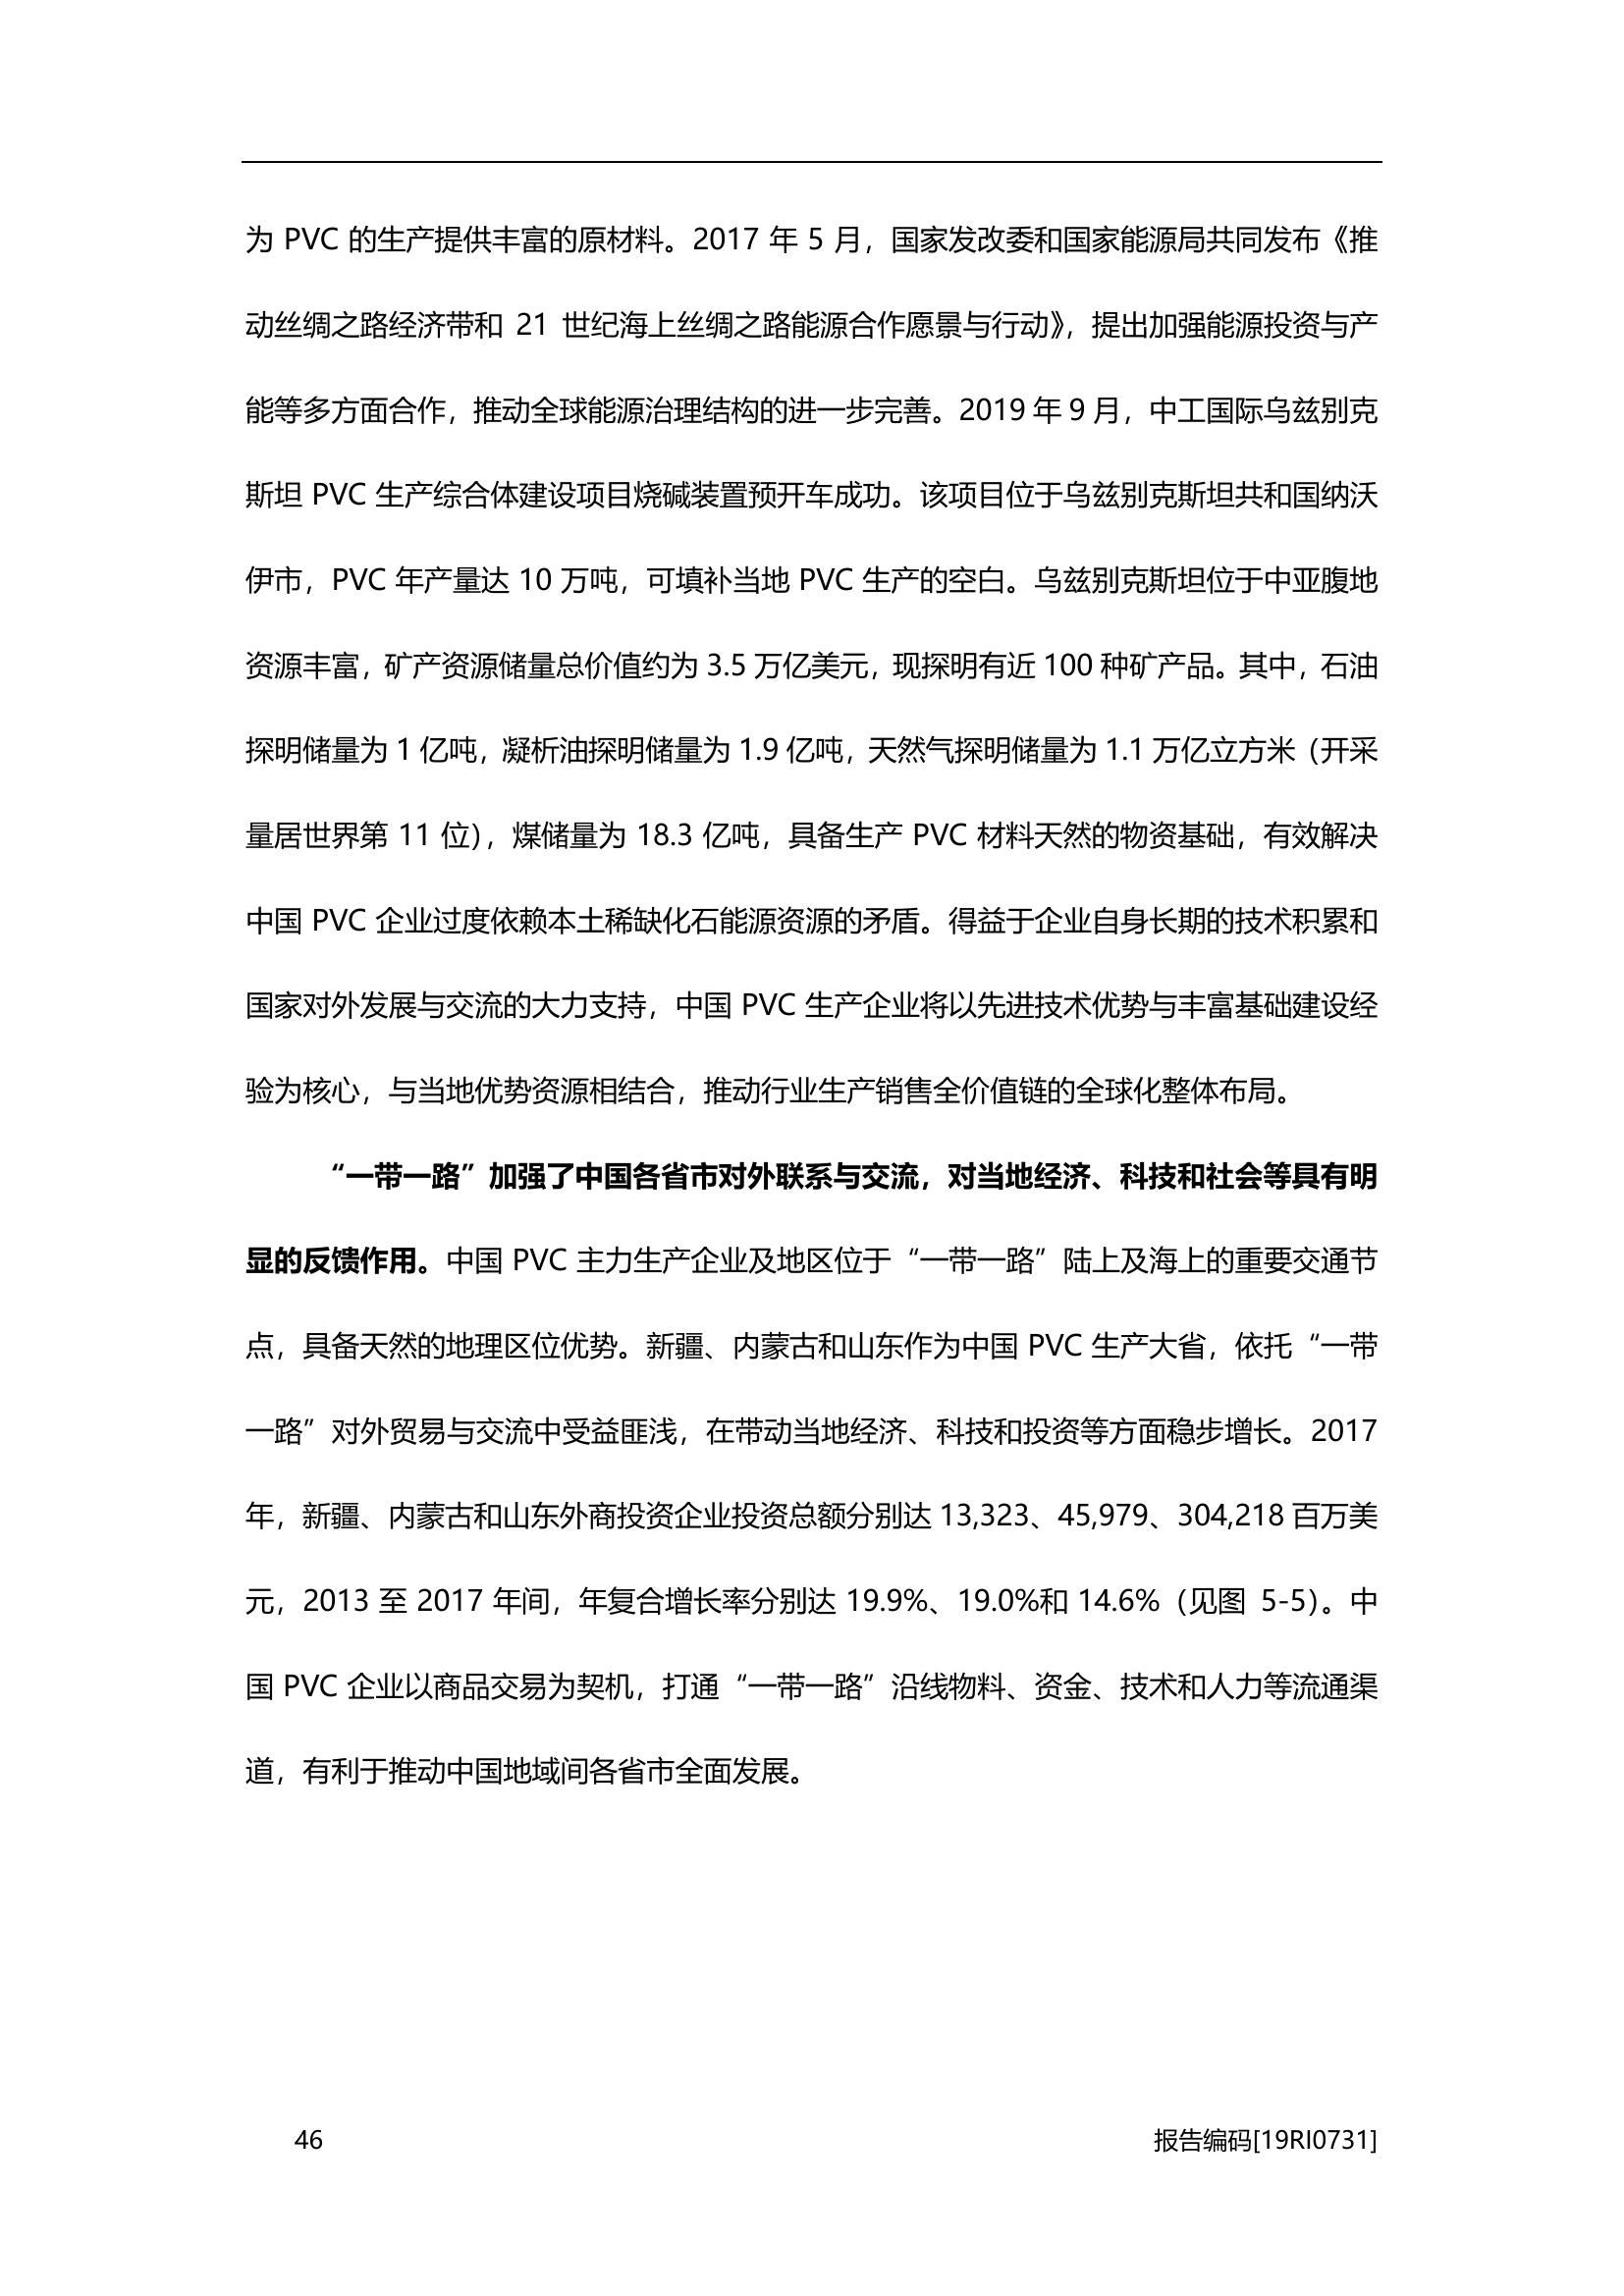 为 PVC 的生产提供丰富的原材料。2017 年 5 月，国家发改委和国家能源局共同发布《推
动丝绸之路经济带和 21 世纪海上丝绸之路能源合作愿景与行动》，提出加强能源投资与产
能等多方面合作，推动全球能源治理结构的进一步完善。2019 年 9 月，中工国际乌兹别克
斯坦 PVC 生产综合体建设项目烧碱装置预开车成功。该项目位于乌兹别克斯坦共和国纳沃
伊市，PVC 年产量达 10 万吨，可填补当地 PVC 生产的空白。乌兹别克斯坦位于中亚腹地
资源丰富，矿产资源储量总价值约为 3.5 万亿美元，现探明有近 100 种矿产品。其中，石油
探明储量为 1 亿吨，凝析油探明储量为 1.9 亿吨，天然气探明储量为 1.1 万亿立方米（开采
量居世界第 11 位），煤储量为 18.3 亿吨，具备生产 PVC 材料天然的物资基础，有效解决
中国 PVC 企业过度依赖本土稀缺化石能源资源的矛盾。得益于企业自身长期的技术积累和
国家对外发展与交流的大力支持，中国 PVC 生产企业将以先进技术优势与丰富基础建设经
验为核心，与当地优势资源相结合，推动行业生产销售全价值链的全球化整体布局。
“一带一路”加强了中国各省市对外联系与交流，对当地经济、科技和社会等具有明
显的反馈作用。中国 PVC 主力生产企业及地区位于“一带一路”陆上及海上的重要交通节
点，具备天然的地理区位优势。新疆、内蒙古和山东作为中国 PVC 生产大省，依托“一带
一路”对外贸易与交流中受益匪浅，在带动当地经济、科技和投资等方面稳步增长。2017
年，新疆、内蒙古和山东外商投资企业投资总额分别达 13,323、45,979、304,218 百万美
元，2013 至 2017 年间，年复合增长率分别达 19.9%、19.0%和 14.6%（见图 5-5）。中
国 PVC 企业以商品交易为契机，打通“一带一路”沿线物料、资金、技术和人力等流通渠
道，有利于推动中国地域间各省市全面发展。
46
报告编码[19RI0731]